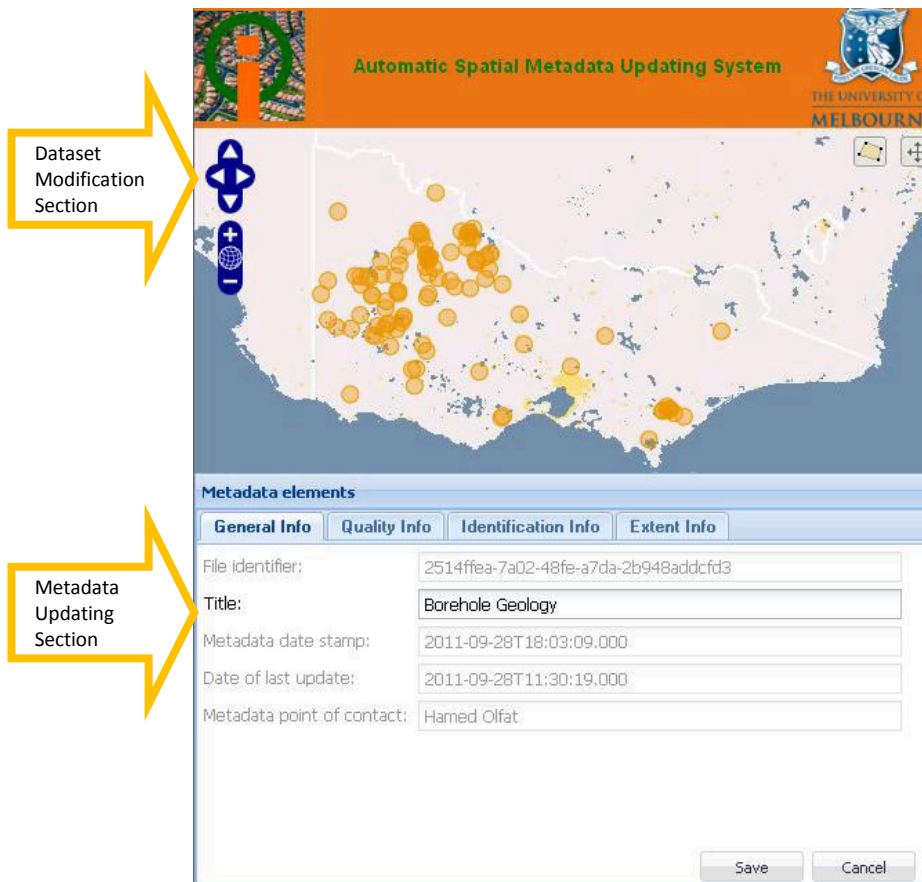 Automatic Spatial Metadata Updating System
THE UNIVERSITY
MELBOURN
Dataset
Modification
Section
Metadata elements
General Info
Quality Info
Identification Info
Extent Info
Metadata
Updating
Section
File identifier:
2514ffea-7a02-48fe-a7da-2b948addcfd3
Title:
Borehole Geology
Metadata date stamp:
2011-09-28T18:03:09.000
Date of last update:
2011-09-28T11:30:19.000
Metadata point of contact:
Hamed Olfat
Save
Cancel